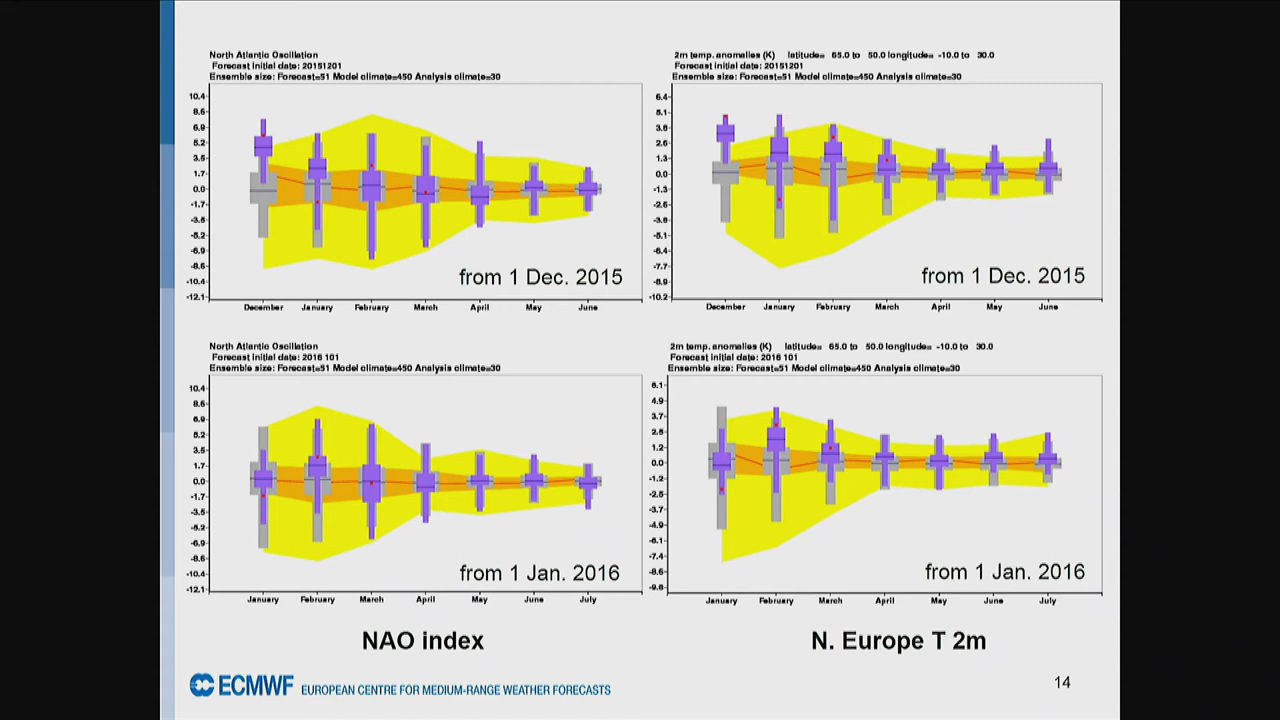 North Atlantic Oscillation
Forecast initial date: 20151201
Ensemble size: Forecast=51 Model climate=450 Analysis climate=30
10.4
8.6
6.9
5.2
3.5
1.7
0.0
-1.7
-3.5
-5.2
-6.9
-8.6
-10.4
-12.1
December January February March April May June
from 1 Dec. 2015
2m temp. anomalies (K) latitude= 65.0 to 50.0 longitude= -10.0 to 30.0
Forecast initial date: 20151201
Ensemble size: Forecast=51 Model climate=450 Analysis climate=30
6.4
5.1
3.8
2.6
1.3
0.0
-1.3
-2.6
-3.8
-5.1
-6.4
-7.7
-8.9
-10.2
December January February March April May June
from 1 Dec. 2015
North Atlantic Oscillation
Forecast initial date: 2016 101
Ensemble size: Forecast=51 Model climate=450 Analysis climate=30
10.4
8.6
6.9
5.2
3.5
1.7
0.0
-1.7
-3.5
-5.2
-6.9
-8.6
-10.4
-12.1
January February March April May June July
from 1 Jan. 2016
2m temp. anomalies (K) latitude= 65.0 to 50.0 longitude= -10.0 to 30.0
Forecast initial date: 2016 101
Ensemble size: Forecast=51 Model climate=450 Analysis climate=30
6.1
4.9
3.7
2.5
1.2
0.0
-1.2
-2.5
-3.7
-4.9
-6.1
-7.4
-8.6
-9.8
January February March April May June July
from 1 Jan. 2016
NAO index
N. Europe T 2m
ECMWF EUROPEAN CENTRE FOR MEDIUM-RANGE WEATHER FORECASTS
14